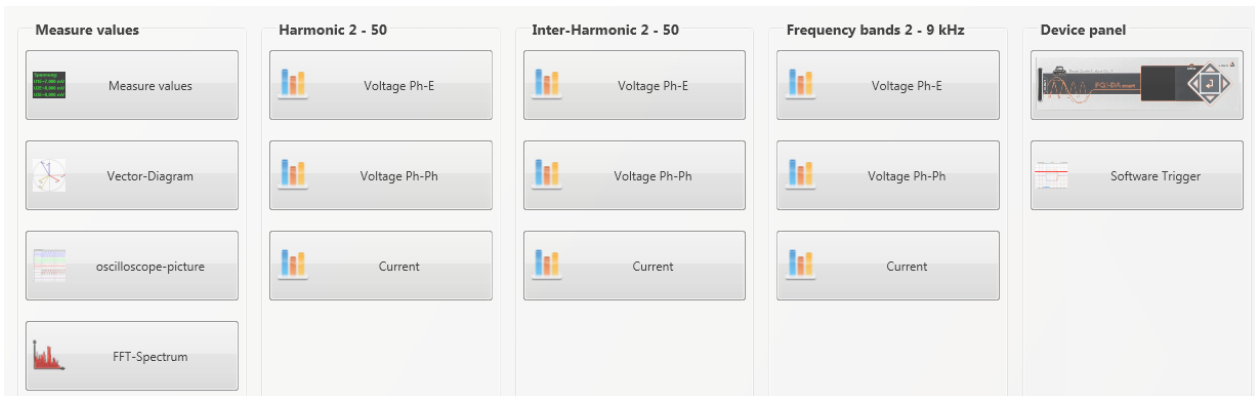 Measure values
Measure values
Vector-Diagram
oscilloscope-picture
FFT-Spectrum
Harmonic 2 - 50
Voltage Ph-E
Voltage Ph-Ph
Current
Inter-Harmonic 2 - 50
Voltage Ph-E
Voltage Ph-Ph
Current
Frequency bands 2 - 9 kHz
Voltage Ph-E
Voltage Ph-Ph
Current
Device panel
Software Trigger